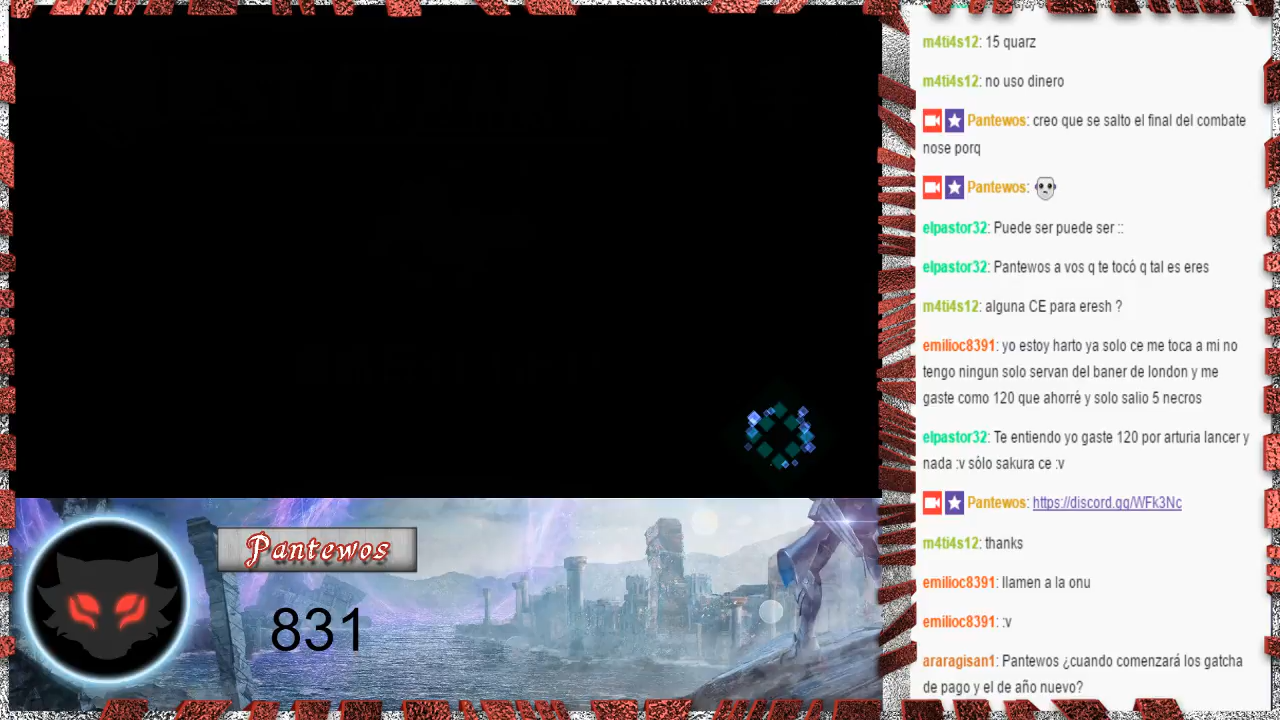 m4ti4s12: 15 quarz
m4ti4s12: no uso dinero
Pantewos: creo que se salto el final del combate
nose porq
Pantewos:
elpastor32: Puede ser puede ser ::
elpastor32: Pantewos a vos q te tocó q tal es eres
m4ti4s12: alguna CE para eresh ?
emilioc8391: yo estoy harto ya solo ce me toca a mi no
tengo ningun solo servan del baner de london y me
gaste como 120 que ahorré y solo salio 5 necros
elpastor32: Te entiendo yo gaste 120 por arturia lancer y
nada :v sólo sakura ce :v
Pantewos: https://discord.gg/WFk3Nc
m4ti4s12: thanks
emilioc8391: llamen a la onu
emilioc8391: :v
araragisan1: Pantewos ¿cuando comenzará los gatcha
de pago y el de año nuevo?
Pantewos
831